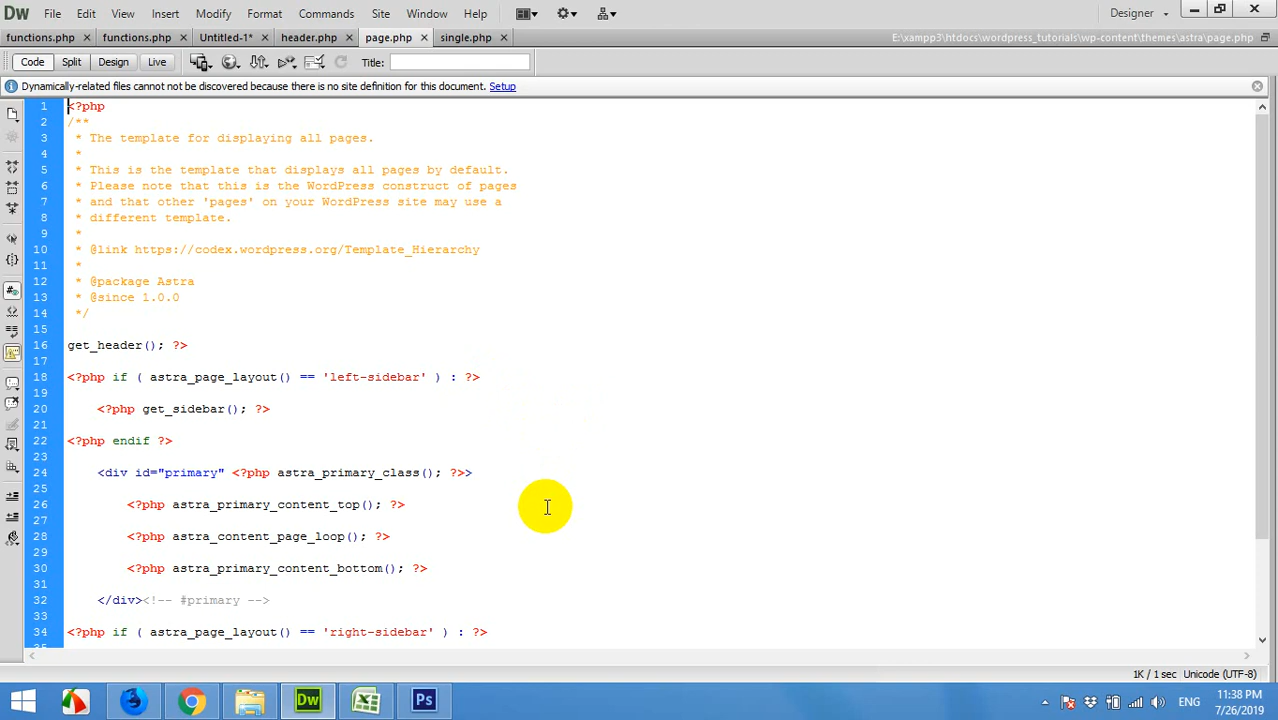 Dw File Edit View Insert Modify Format Commands Site Window Help Designer
functions.php functions.php Untitled-1* header.php page.php single.php E:\xampp3\htdocs\wordpress_tutorials\wp-content\themes\astra\page.php
Code Split Design Live Title:
Dynamically-related files cannot not be discovered because there is no site definition for this document. Setup
1 <?php
2 /**
3 * The template for displaying all pages.
4 *
5 * This is the template that displays all pages by default.
6 * Please note that this is the WordPress construct of pages
7 * and that other 'pages' on your WordPress site may use a
8 * different template.
9 *
10 * @link https://codex.wordpress.org/Template_Hierarchy
11 *
12 * @package Astra
13 * @since 1.0.0
14 */
15
16 get_header(); ?>
17
18 <?php if ( astra_page_layout() == 'left-sidebar' ) : ?>
19
20 <?php get_sidebar(); ?>
21
22 <?php endif ?>
23
24 <div id="primary" <?php astra_primary_class(); ?>>
25
26 <?php astra_primary_content_top(); ?>
27
28 <?php astra_content_page_loop(); ?>
29
30 <?php astra_primary_content_bottom(); ?>
31
32 </div><!-- #primary -->
33
34 <?php if ( astra_page_layout() == 'right-sidebar' ) : ?>
1K / 1 sec Unicode (UTF-8)
Dw Ps ENG 11:38 PM
7/26/2019